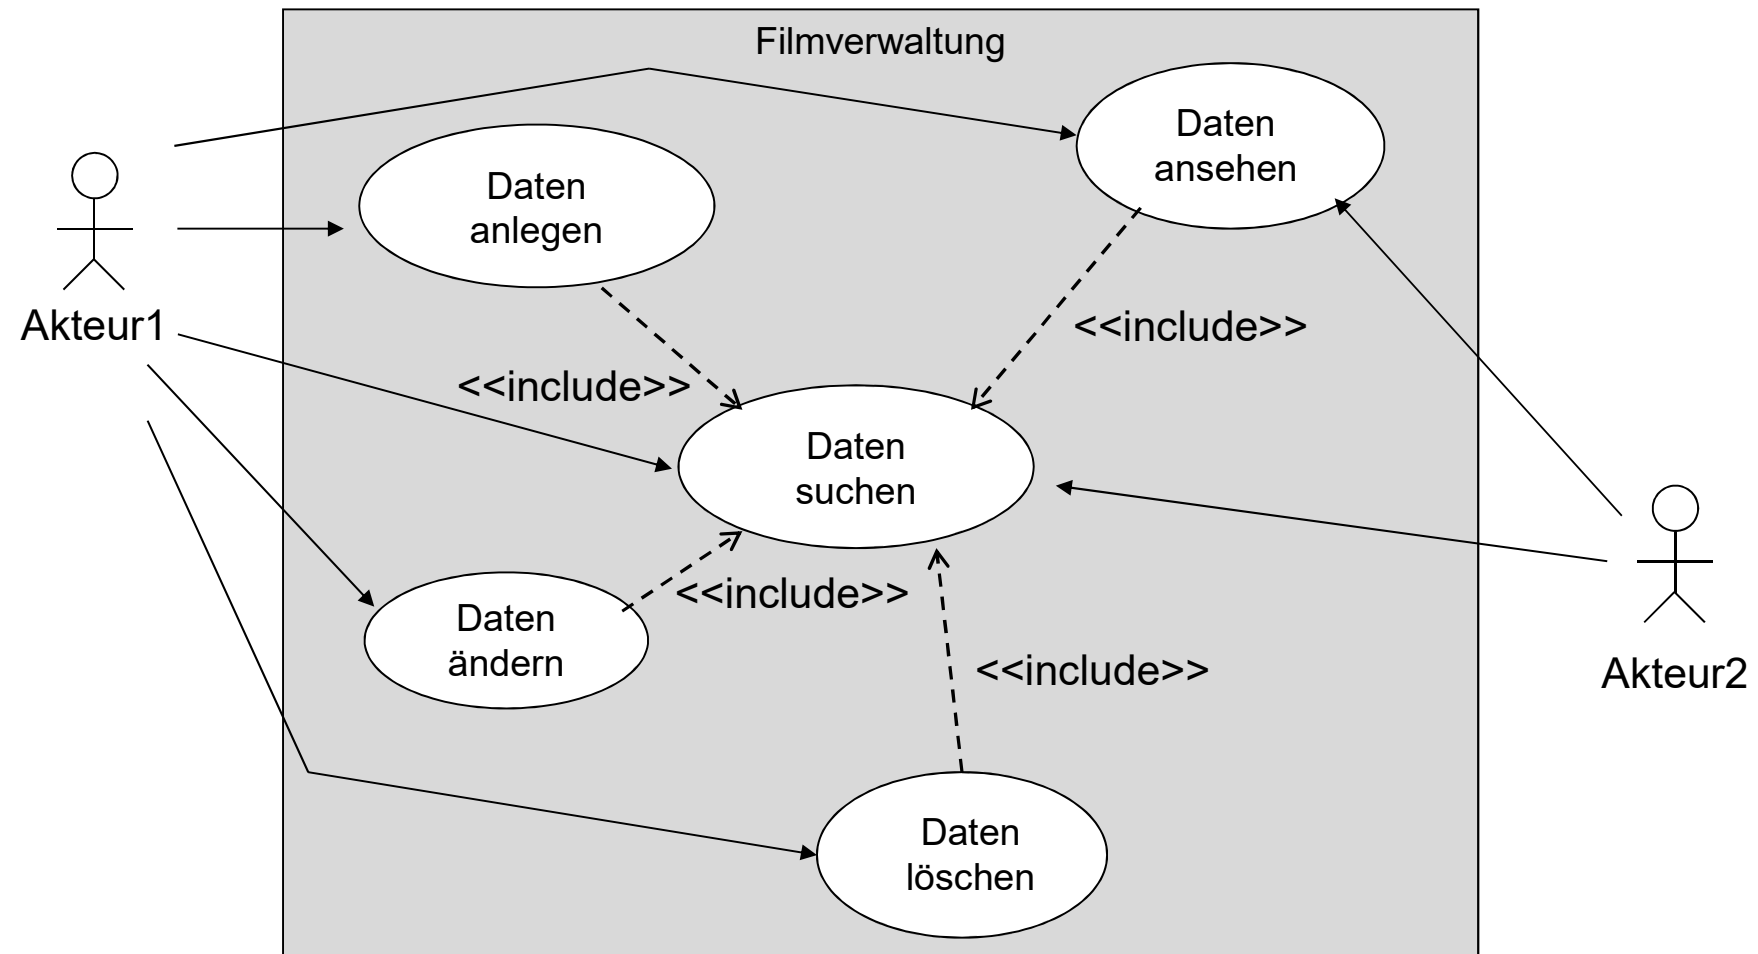 Filmverwaltung
Daten
ansehen
Daten
anlegen
Akteur1
<<include>>
<<include>>
Daten
suchen
<<include>>
Daten
ändern
<<include>>
Akteur2
Daten
löschen